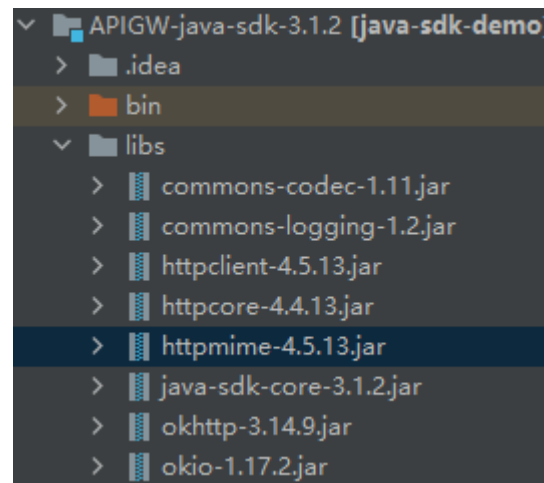 APIGW-java-sdk-3.1.2 [java-sdk-demo]
.idea
bin
libs
commons-codec-1.11.jar
commons-logging-1.2.jar
httpclient-4.5.13.jar
httpcore-4.4.13.jar
httpmime-4.5.13.jar
java-sdk-core-3.1.2.jar
okhttp-3.14.9.jar
okio-1.17.2.jar